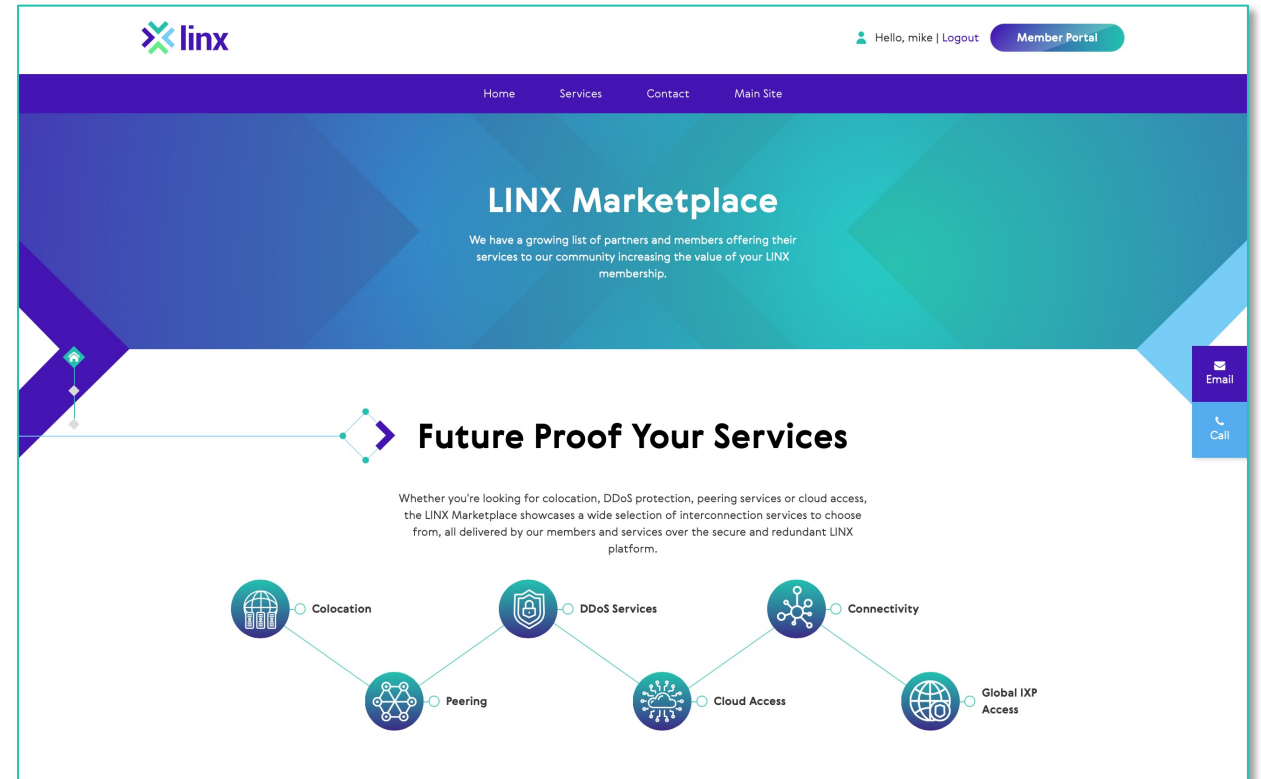 linx
Hello, mike | Logout
Member Portal
Home
Services
Contact
Main Site
LINX Marketplace
We have a growing list of partners and members offering their
services to our community increasing the value of your LINX
membership.
Email
Call
Future Proof Your Services
Whether you're looking for colocation, DDoS protection, peering services or cloud access,
the LINX Marketplace showcases a wide selection of interconnection services to choose
from, all delivered by our members and services over the secure and redundant LINX
platform.
Colocation
DDoS Services
Connectivity
Peering
Cloud Access
Global IXP
Access